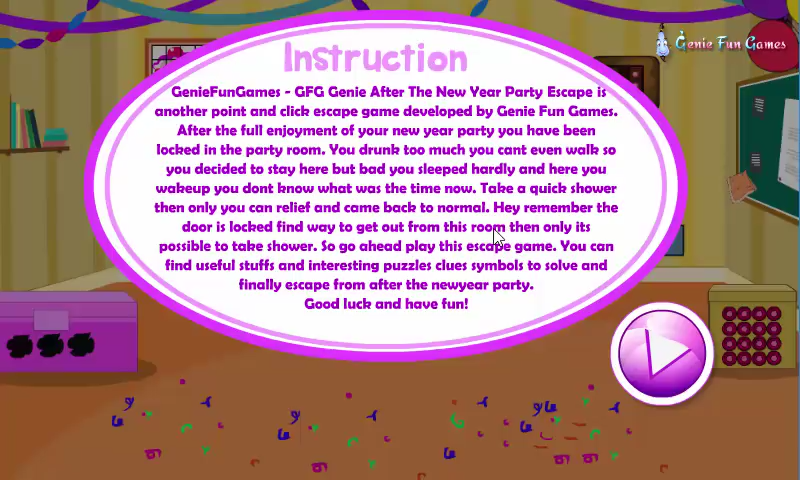 Genie Fun Games
Instruction
GenieFunGames - GFG Genie After The New Year Party Escape is
another point and click escape game developed by Genie Fun Games.
After the full enjoyment of your new year party you have been
locked in the party room. You drunk too much you cant even walk so
you decided to stay here but bad you sleeped hardly and here you
wakeup you dont know what was the time now. Take a quick shower
then only you can relief and came back to normal. Hey remember the
door is locked find way to get out from this room then only its
possible to take shower. So go ahead play this escape game. You can
find useful stuffs and interesting puzzles clues symbols to solve and
finally escape from after the newyear party.
Good luck and have fun!